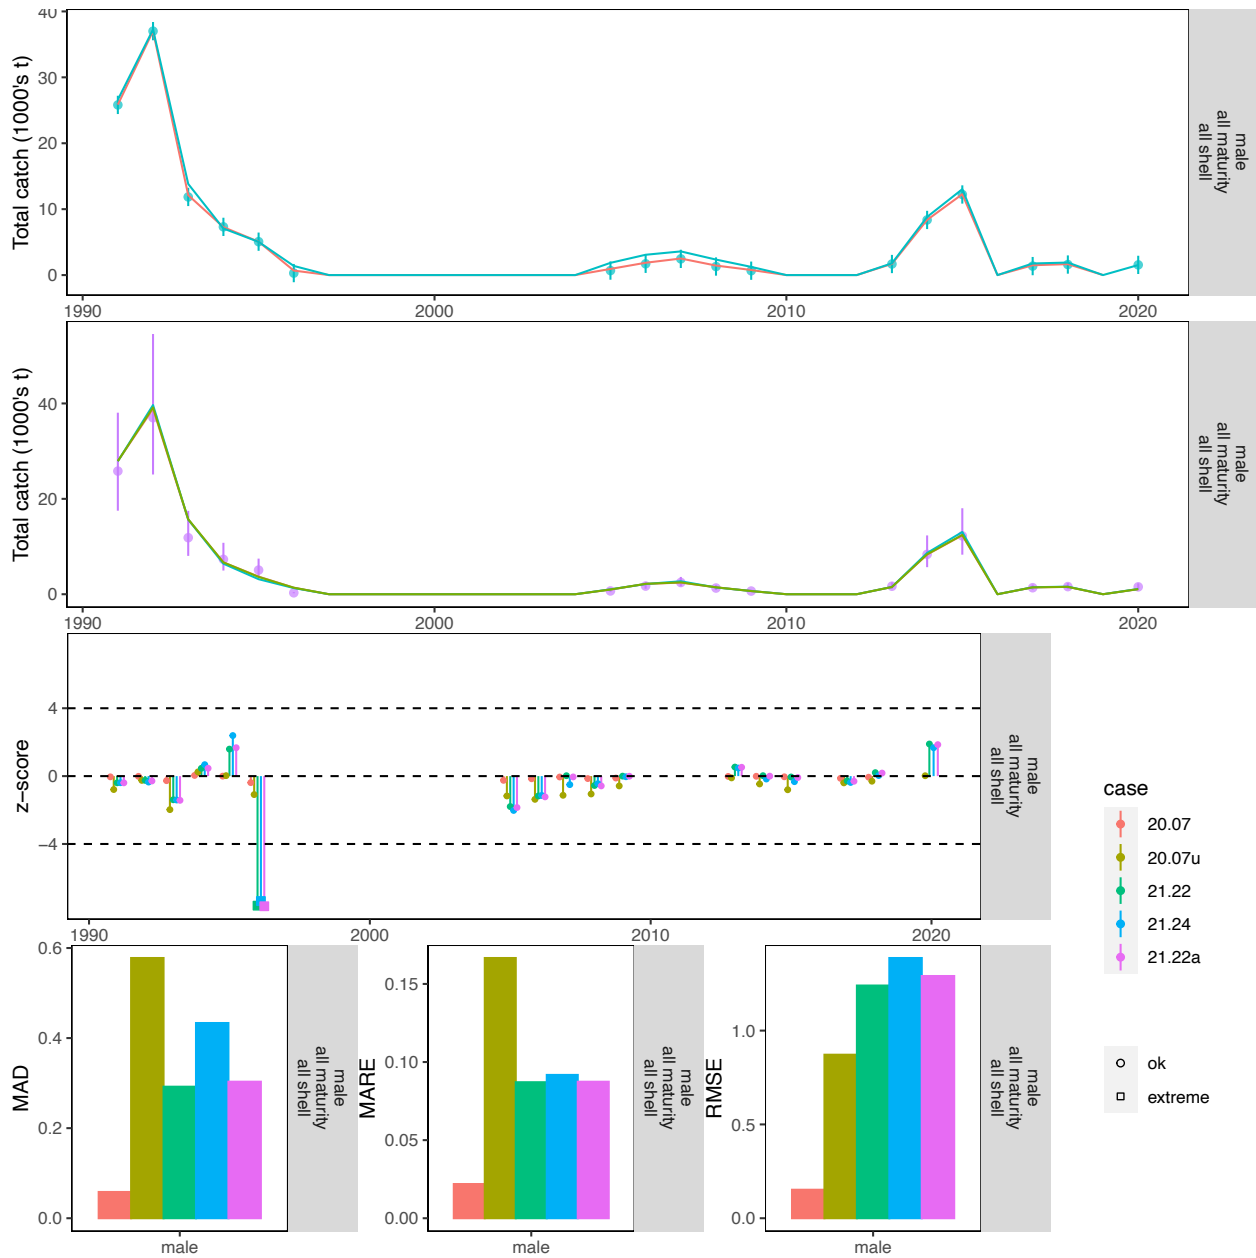 Total catch (1000's t)
40
30
20
10
0
1990
2000
2010
2020
male
all maturity
all shell
Total catch (1000's t)
40
20
0
1990
2000
2010
2020
male
all maturity
all shell
z−score
4
0
−4
1990
2000
2010
2020
male
all maturity
all shell
case
20.07
20.07u
21.22
21.24
21.22a
ok
extreme
MAD
0.6
0.4
0.2
0.0
male
male
all maturity
all shell
MARE
0.15
0.10
0.05
0.00
male
male
all maturity
all shell
RMSE
1.0
0.5
0.0
male
male
all maturity
all shell